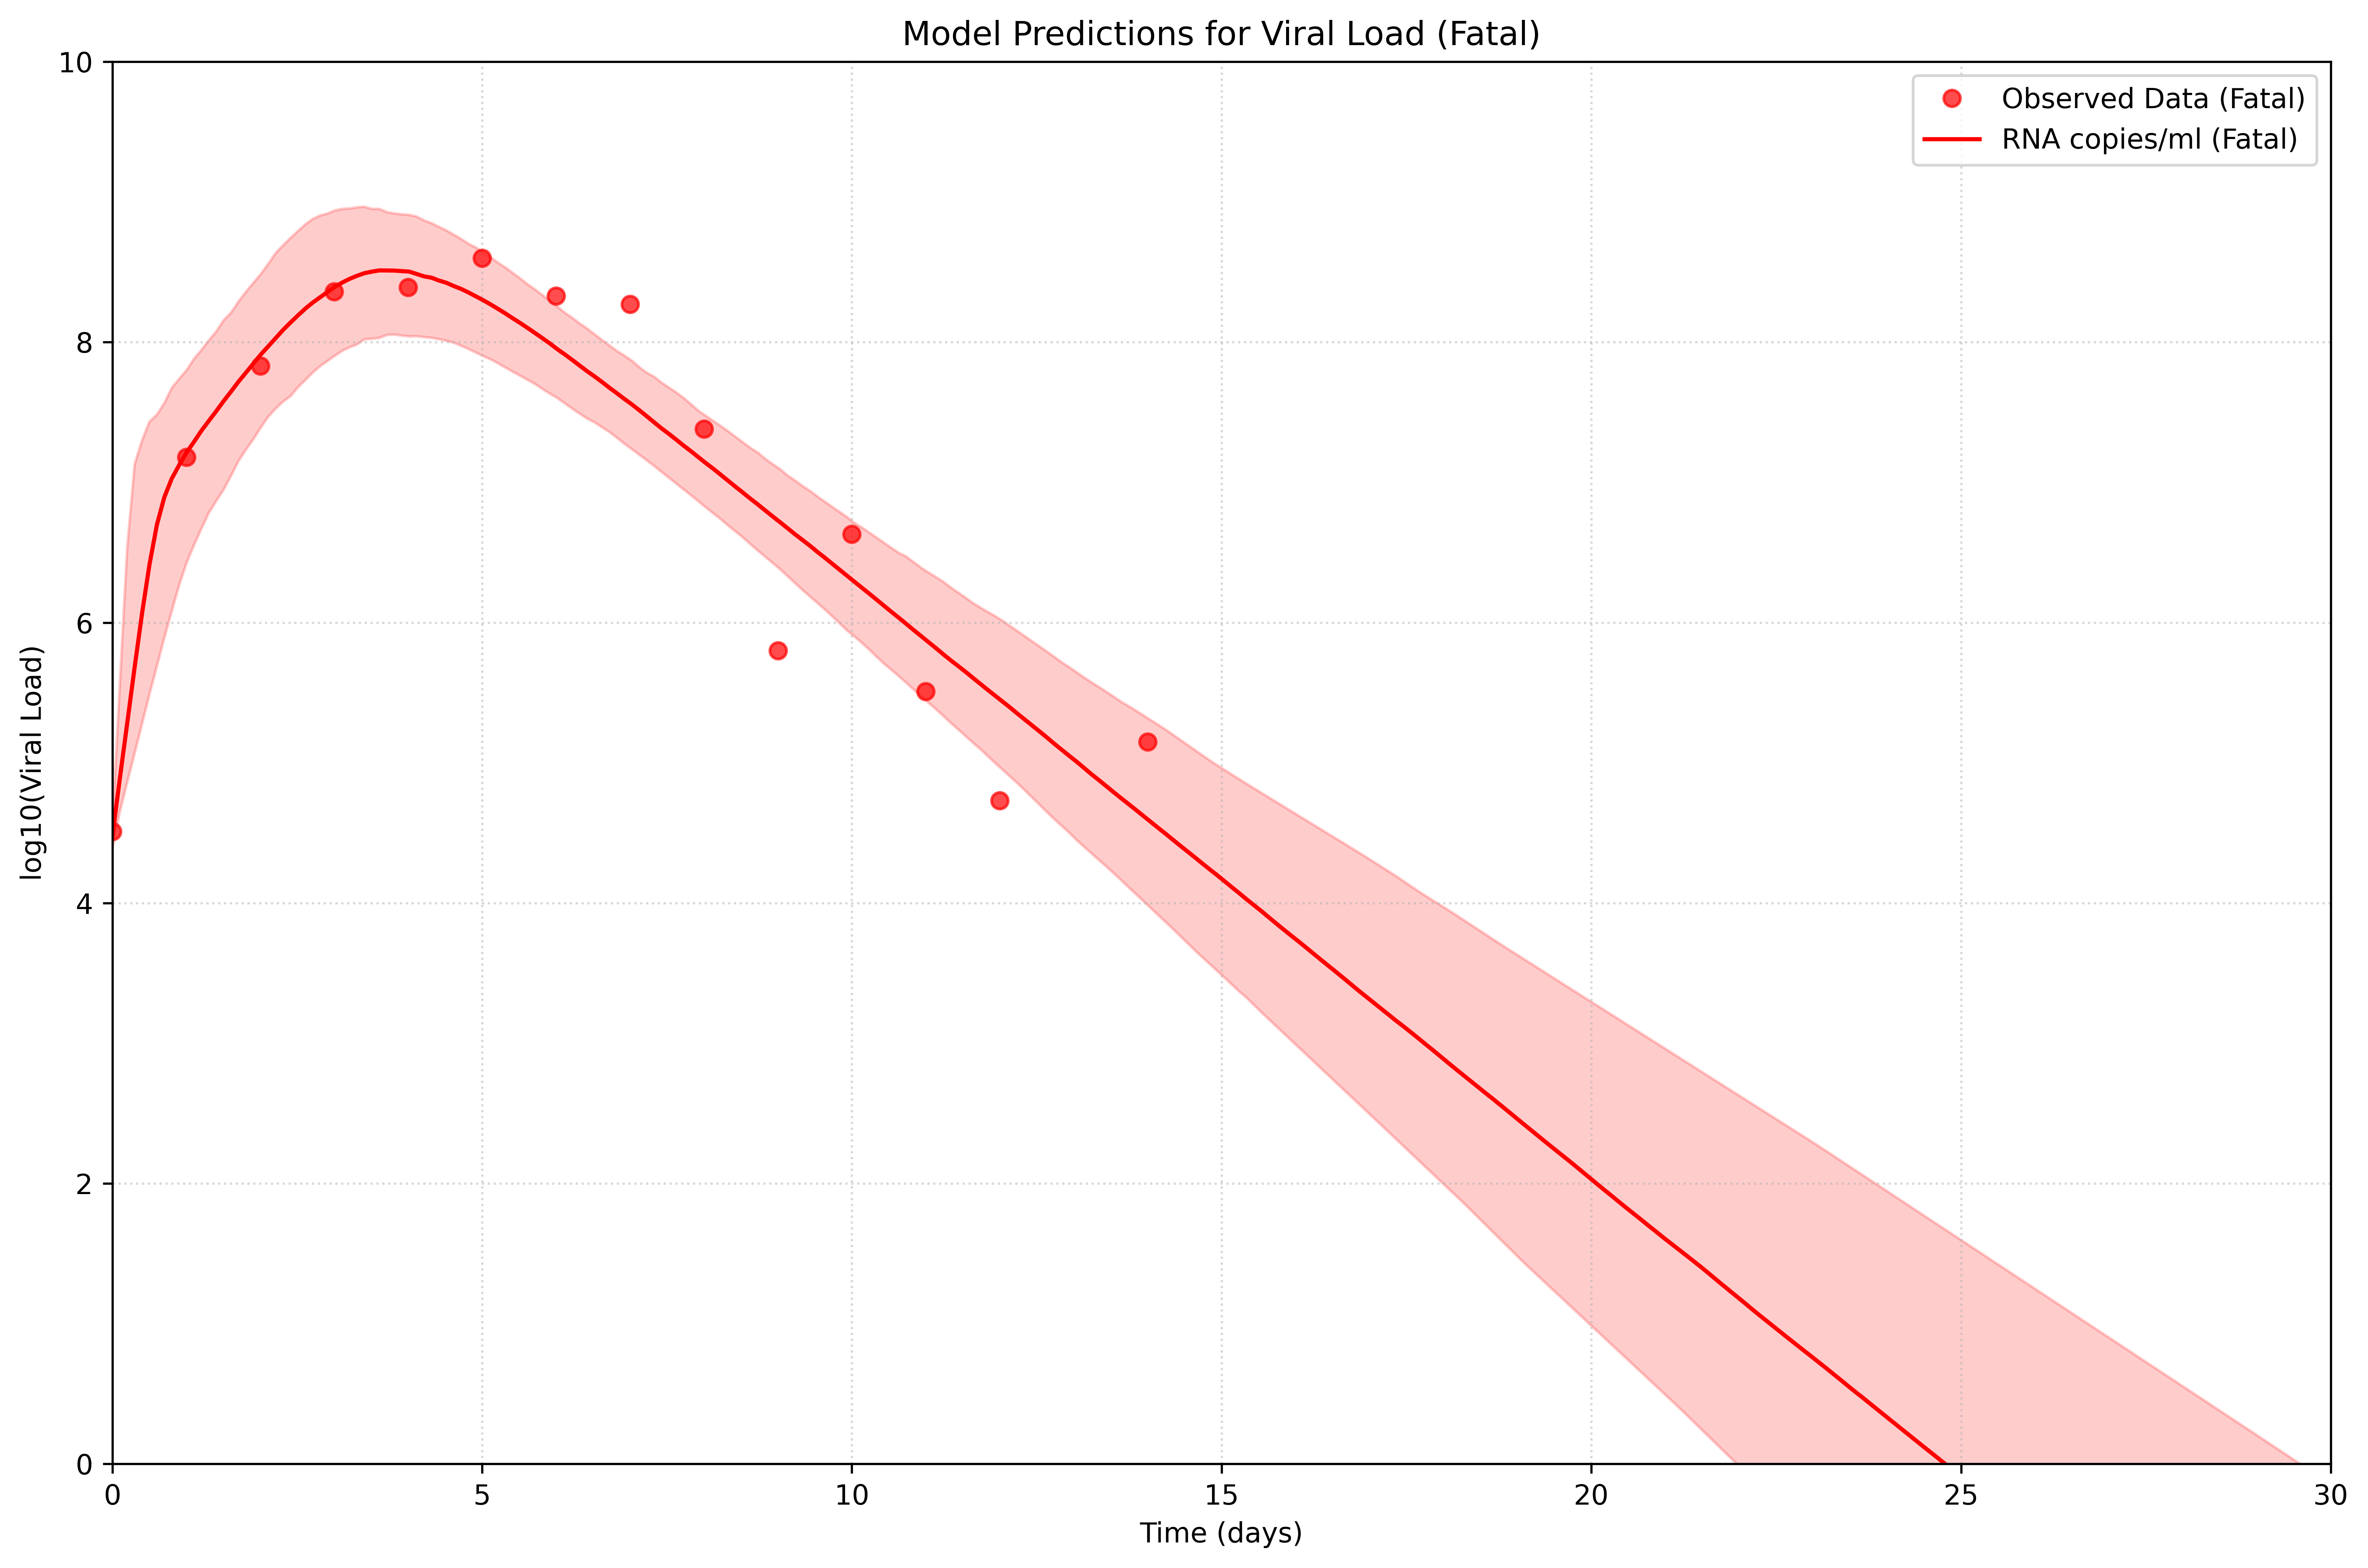 Model Predictions for Viral Load (Fatal)
Observed Data (Fatal)
RNA copies/ml (Fatal)
log10(Viral Load)
10
8
6
4
2
0
0 5 10 15 20 25 30
Time (days)